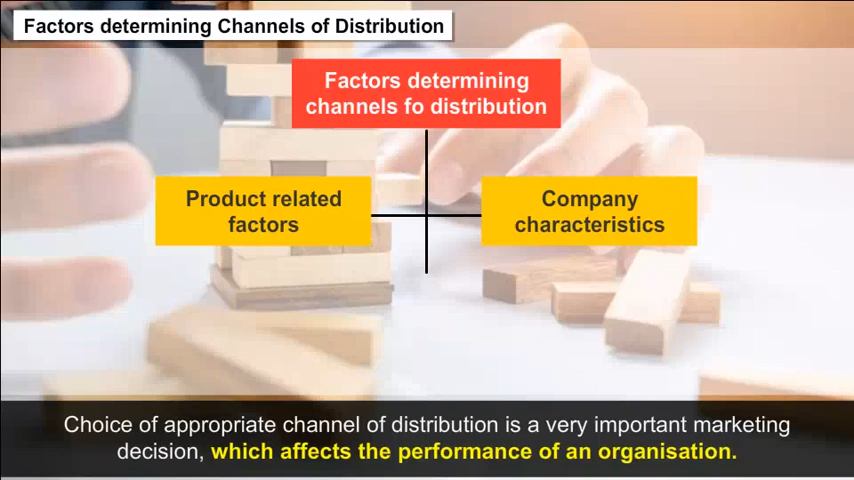 Factors determining Channels of Distribution
Factors determining
channels fo distribution
Product related
factors
Company
characteristics
Choice of appropriate channel of distribution is a very important marketing
decision, which affects the performance of an organisation.